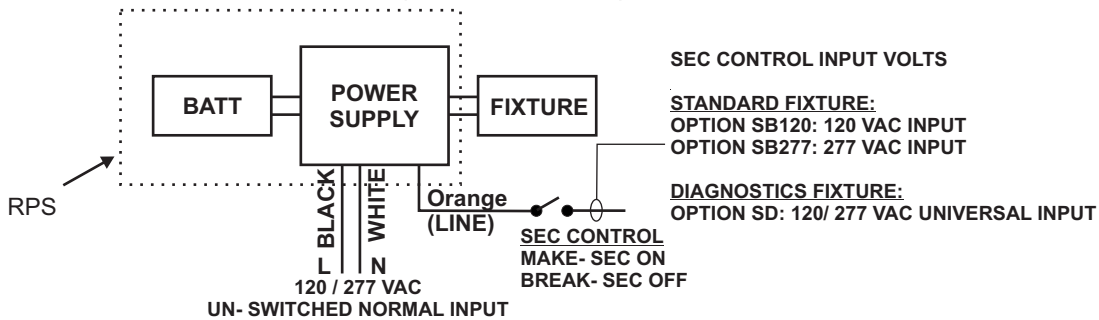 BATT
POWER
SUPPLY
FIXTURE
RPS
BLACK
WHITE
L
N
120 / 277 VAC
UN- SWITCHED NORMAL INPUT
Orange
(LINE)
SEC CONTROL
MAKE- SEC ON
BREAK- SEC OFF
SEC CONTROL INPUT VOLTS
STANDARD FIXTURE:
OPTION SB120: 120 VAC INPUT
OPTION SB277: 277 VAC INPUT
DIAGNOSTICS FIXTURE:
OPTION SD: 120/ 277 VAC UNIVERSAL INPUT